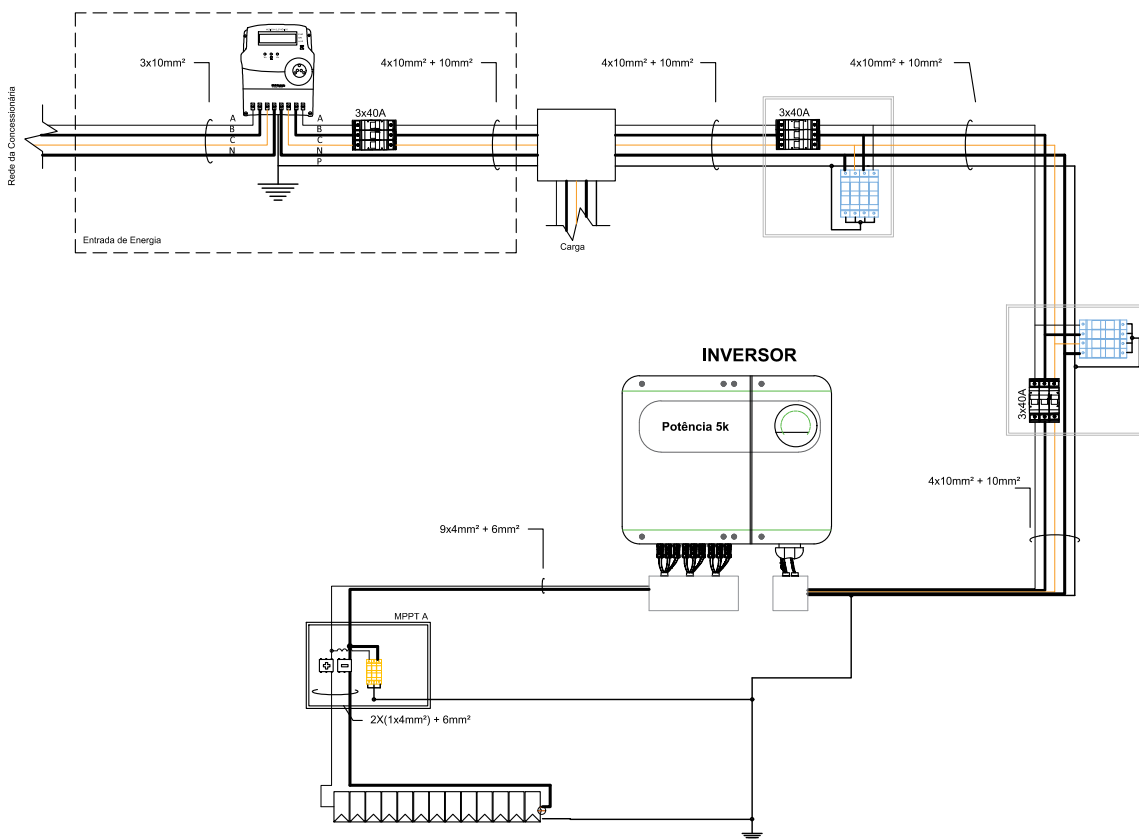 Rede da Concessionária
3x10mm²
4x10mm² + 10mm²
4x10mm² + 10mm²
4x10mm² + 10mm²
A
B
C
N
A
B
C
N
P
3x40A
3x40A
Entrada de Energia
Carga
INVERSOR
Potência 5k
3x40A
4x10mm² + 10mm²
9x4mm² + 6mm²
MPPT A
2X(1x4mm²) + 6mm²